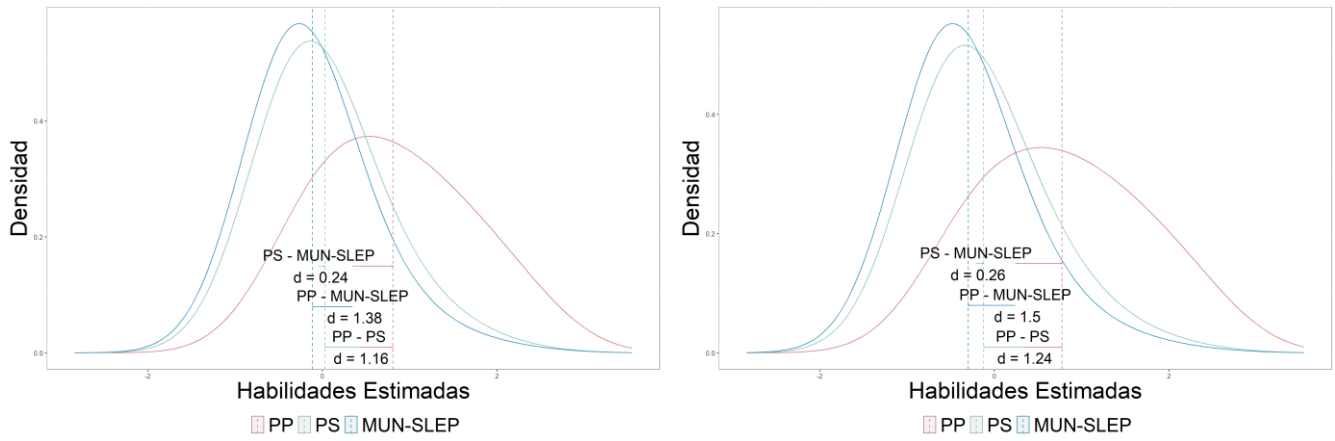 Densidad
0.4
0.2
0.0
PS - MUN-SLEP
d = 0.24
PP - MUN-SLEP
d = 1.38
PP - PS
d = 1.16
-2
0
2
Habilidades Estimadas
PP PS MUN-SLEP
Densidad
0.4
0.2
0.0
PS - MUN-SLEP
d = 0.26
PP - MUN-SLEP
d = 1.5
PP - PS
d = 1.24
-2
0
2
Habilidades Estimadas
PP PS MUN-SLEP